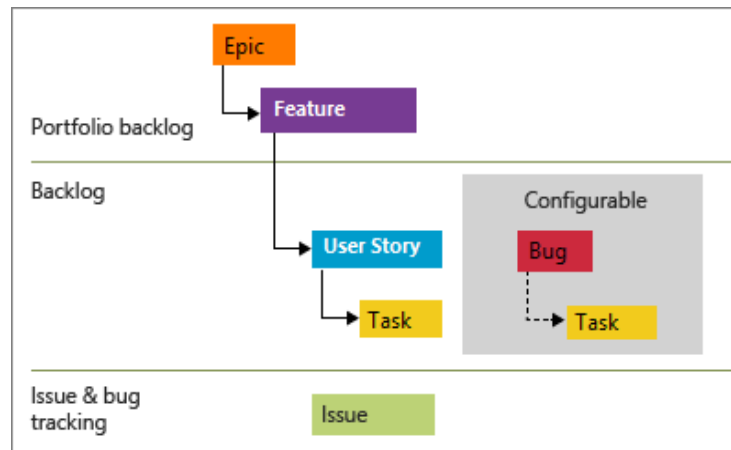 Epic
Feature
Portfolio backlog
Backlog
Configurable
User Story
Bug
Task
Task
Issue & bug
tracking
Issue